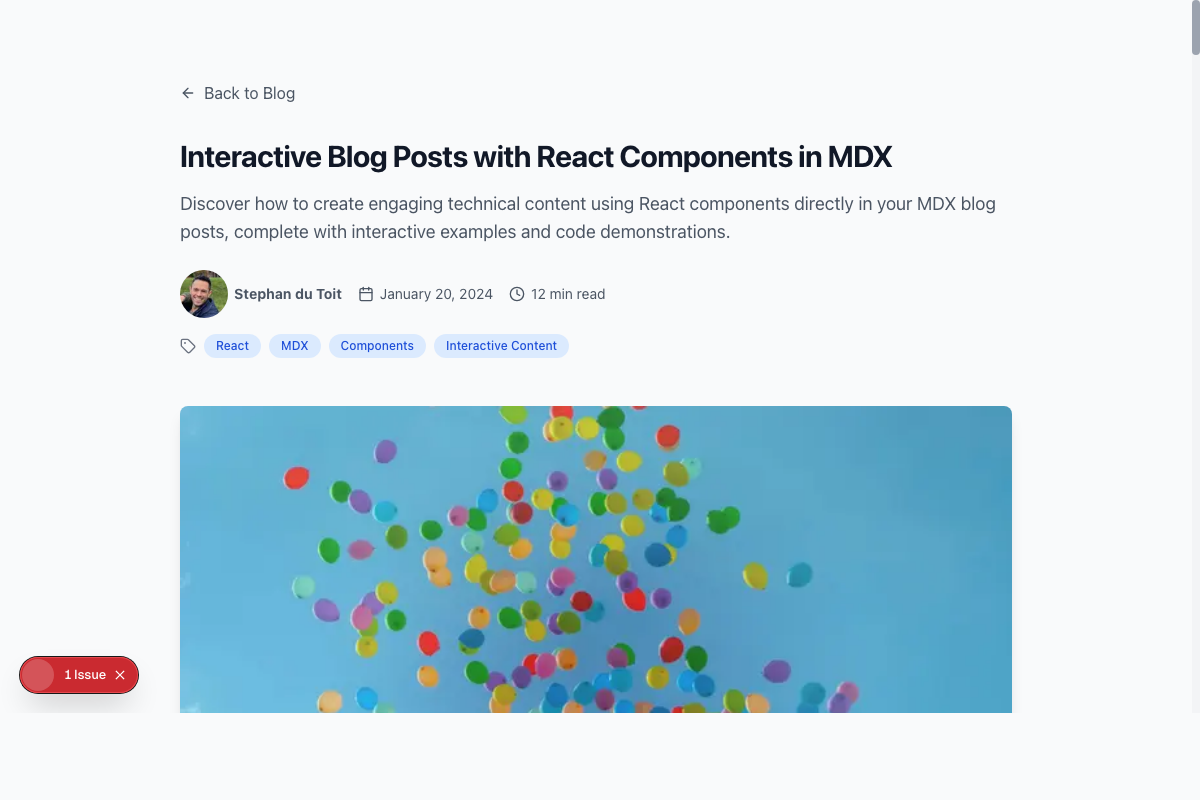 Back to Blog
Interactive Blog Posts with React Components in MDX
Discover how to create engaging technical content using React components directly in your MDX blog
posts, complete with interactive examples and code demonstrations.
Stephan du Toit January 20, 2024 12 min read
React MDX Components Interactive Content
1 Issue